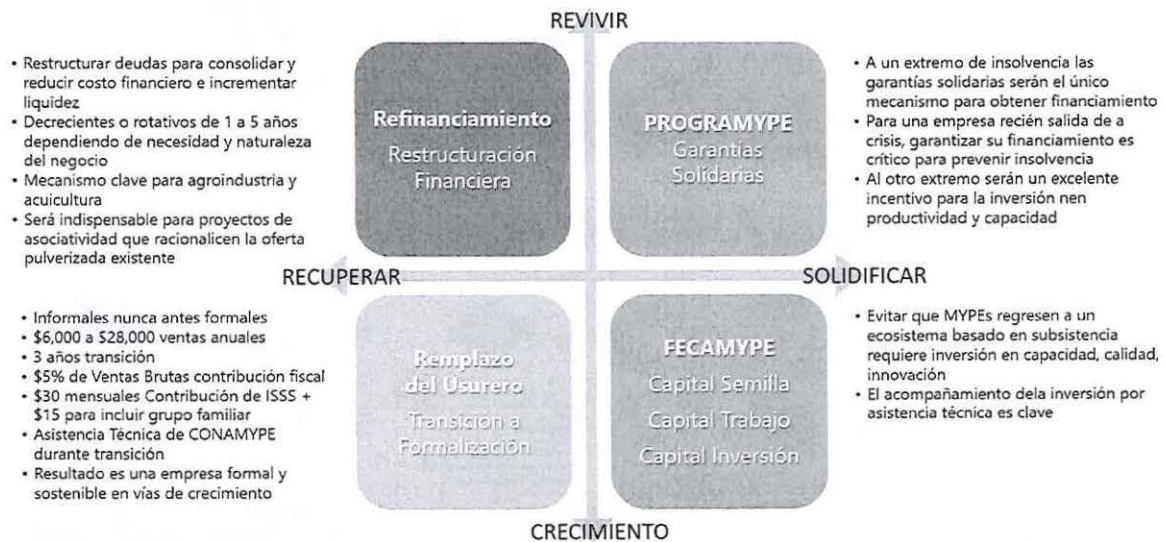 REVIVIR
• Restructurar deudas para consolidar y
reducir costo financiero e incrementar
liquidez
• Decrecientes o rotativos de 1 a 5 años
dependiendo de necesidad y naturaleza
del negocio
• Mecanismo clave para agroindustria y
acuicultura
• Será indispensable para proyectos de
asociatividad que racionalicen la oferta
pulverizada existente
Refinanciamiento
Restructuración
Financiera
PROGRAMYPE
Garantías
Solidarias
• A un extremo de insolvencia las
garantías solidarias serán el único
mecanismo para obtener financiamiento
• Para una empresa recién salida de a
crisis, garantizar su financiamiento es
crítico para prevenir insolvencia
• Al otro extremo serán un excelente
incentivo para la inversión nen
productividad y capacidad
RECUPERAR
SOLIDIFICAR
• Informales nunca antes formales
• $6,000 a $28,000 ventas anuales
• 3 años transición
• $5% de Ventas Brutas contribución fiscal
• $30 mensuales Contribución de ISSS +
$15 para incluir grupo familiar
• Asistencia Técnica de CONAMYPE
durante transición
• Resultado es una empresa formal y
sostenible en vías de crecimiento
Remplazo
del Usurero
Transición a
Formalización
FECAMYPE
Capital Semilla
Capital Trabajo
Capital Inversión
• Evitar que MYPEs regresen a un
ecosistema basado en subsistencia
requiere inversión en capacidad, calidad,
innovación
• El acompañamiento dela inversión por
asistencia técnica es clave
CRECIMIENTO